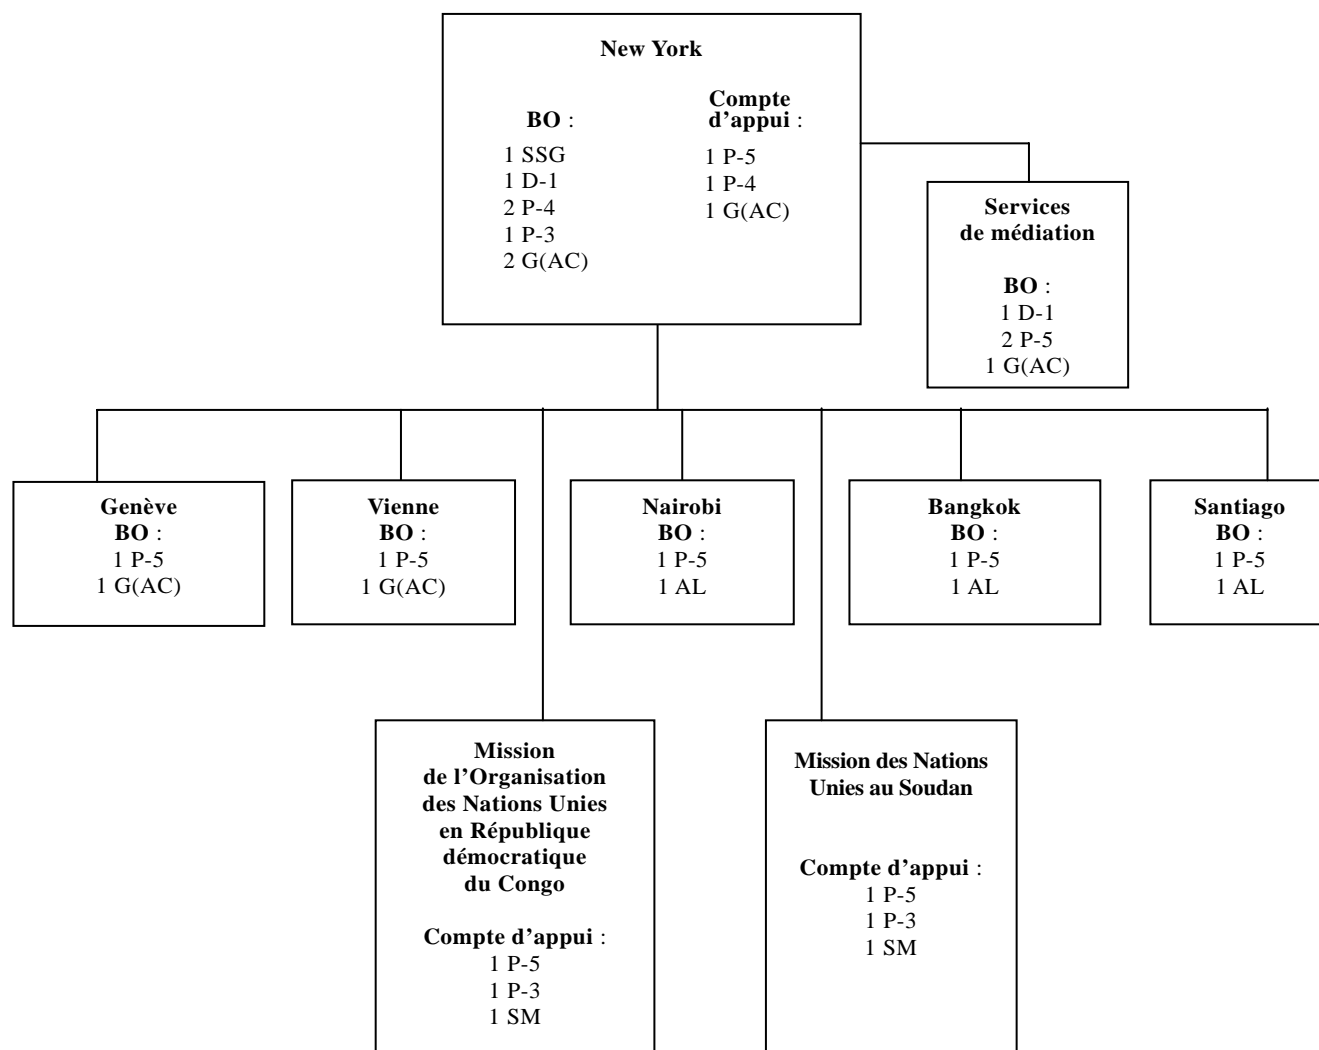 New York
BO :
1 SSG
1 D-1
2 P-4
1 P-3
2 G(AC)
Compte
d’appui :
1 P-5
1 P-4
1 G(AC)
Services
de médiation
BO :
1 D-1
2 P-5
1 G(AC)
Genève
BO :
1 P-5
1 G(AC)
Vienne
BO :
1 P-5
1 G(AC)
Nairobi
BO :
1 P-5
1 AL
Bangkok
BO :
1 P-5
1 AL
Santiago
BO :
1 P-5
1 AL
Mission
de l’Organisation
des Nations Unies
en République
démocratique
du Congo
Compte d’appui :
1 P-5
1 P-3
1 SM
Mission des Nations
Unies au Soudan
Compte d’appui :
1 P-5
1 P-3
1 SM